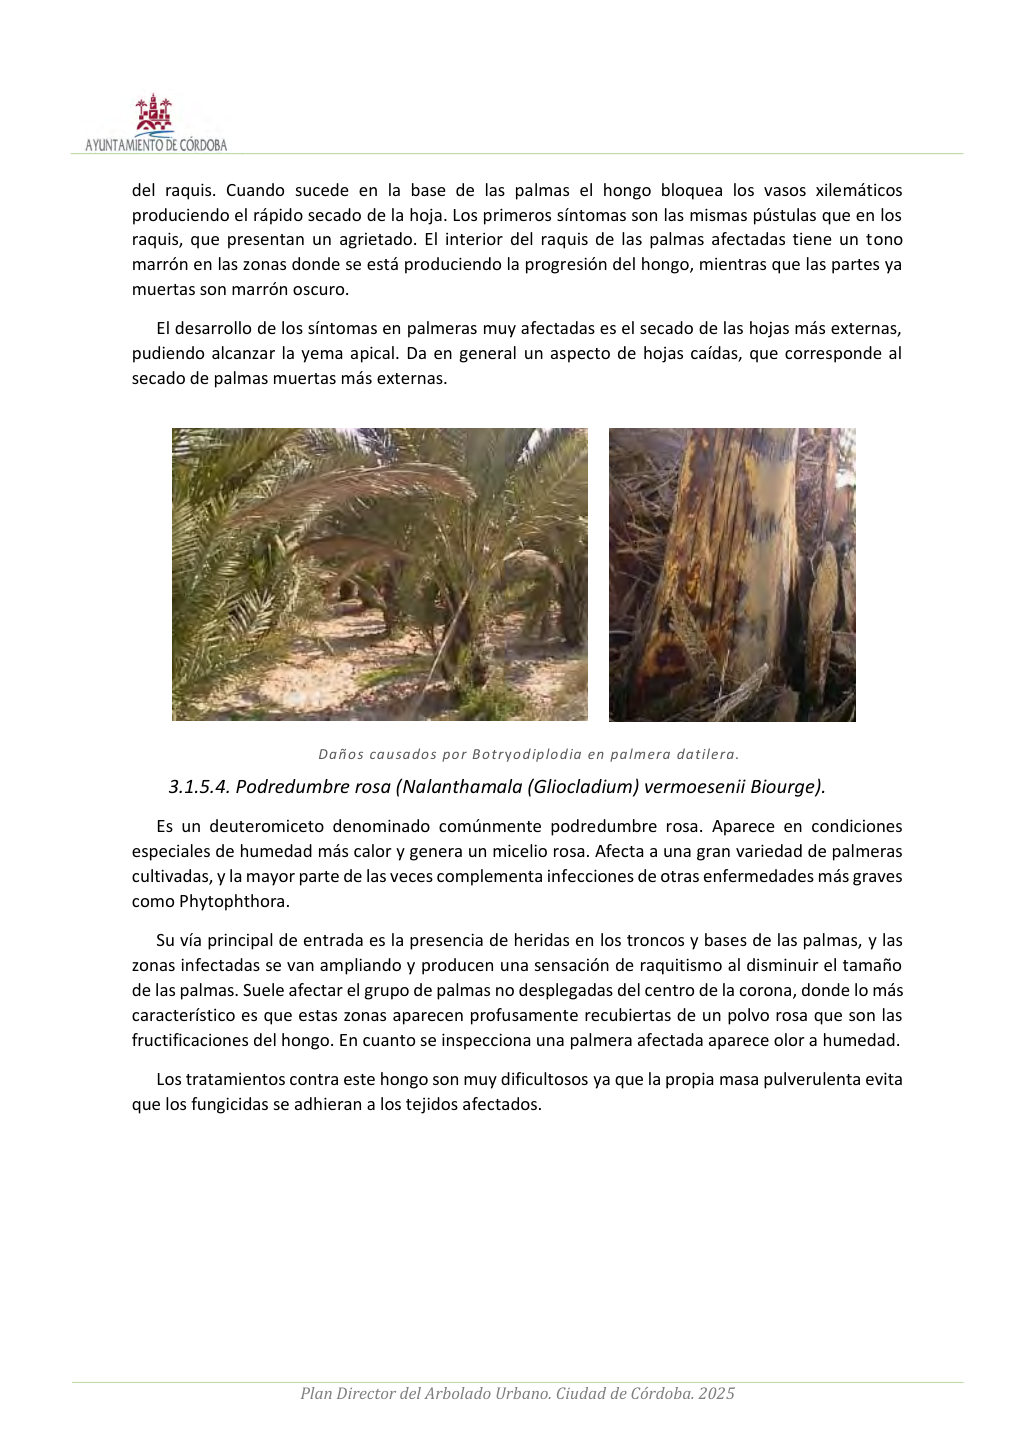 AYUNTAMIENTO DE CÓRDOBA
del raquis. Cuando sucede en la base de las palmas el hongo bloquea los vasos xilemáticos
produciendo el rápido secado de la hoja. Los primeros síntomas son las mismas pústulas que en los
raquis, que presentan un agrietado. El interior del raquis de las palmas afectadas tiene un tono
marrón en las zonas donde se está produciendo la progresión del hongo, mientras que las partes ya
muertas son marrón oscuro.
El desarrollo de los síntomas en palmeras muy afectadas es el secado de las hojas más externas,
pudiendo alcanzar la yema apical. Da en general un aspecto de hojas caídas, que corresponde al
secado de palmas muertas más externas.
Daños causados por Botryodiplodia en palmera datilera.
3.1.5.4. Podredumbre rosa (Nalanthamala (Gliocladium) vermoesenii Biourge).
Es un deuteromiceto denominado comúnmente podredumbre rosa. Aparece en condiciones
especiales de humedad más calor y genera un micelio rosa. Afecta a una gran variedad de palmeras
cultivadas, y la mayor parte de las veces complementa infecciones de otras enfermedades más graves
como Phytophthora.
Su vía principal de entrada es la presencia de heridas en los troncos y bases de las palmas, y las
zonas infectadas se van ampliando y producen una sensación de raquitismo al disminuir el tamaño
de las palmas. Suele afectar el grupo de palmas no desplegadas del centro de la corona, donde lo más
característico es que estas zonas aparecen profusamente recubiertas de un polvo rosa que son las
fructificaciones del hongo. En cuanto se inspecciona una palmera afectada aparece olor a humedad.
Los tratamientos contra este hongo son muy dificultosos ya que la propia masa pulverulenta evita
que los fungicidas se adhieran a los tejidos afectados.
Plan Director del Arbolado Urbano. Ciudad de Córdoba. 2025